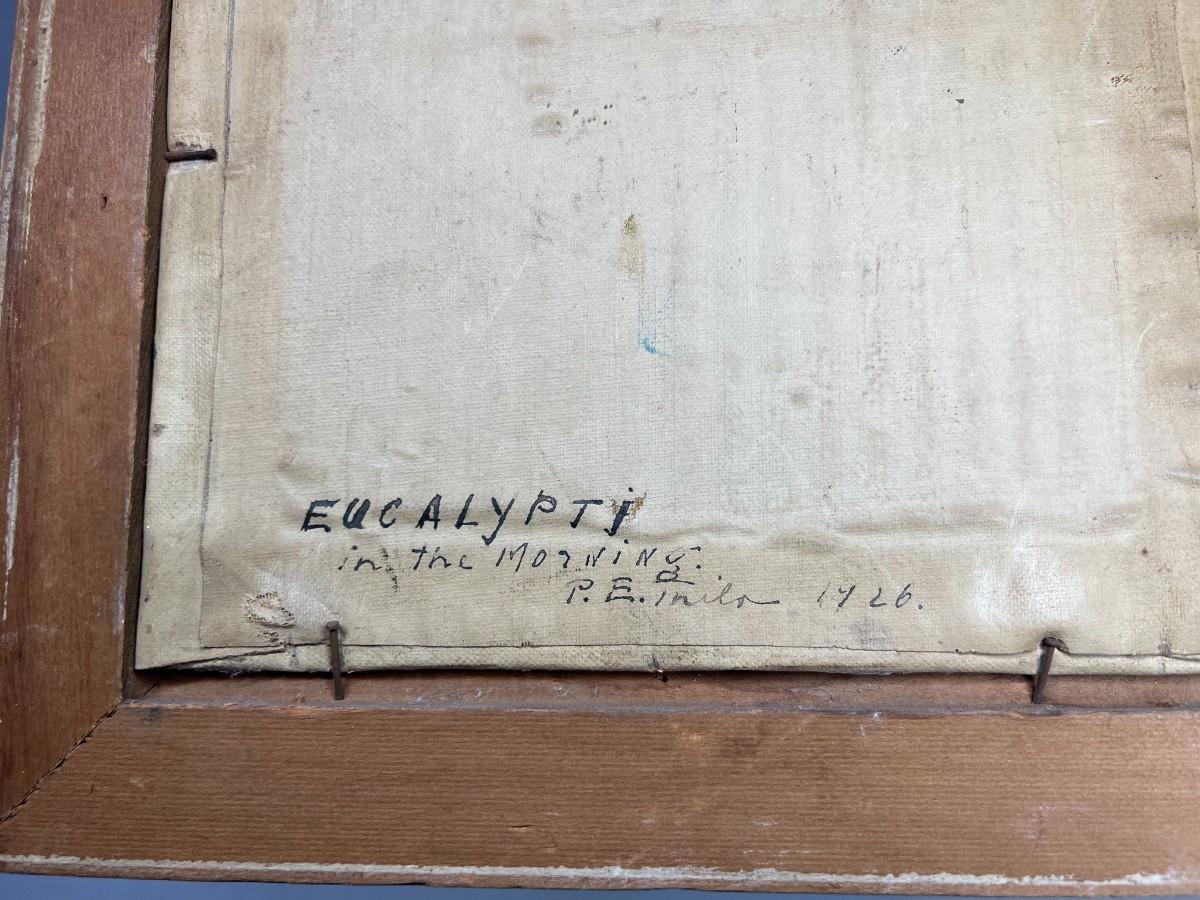 EUCALYPTi
in the MORNiNG.
P. E. 1926.